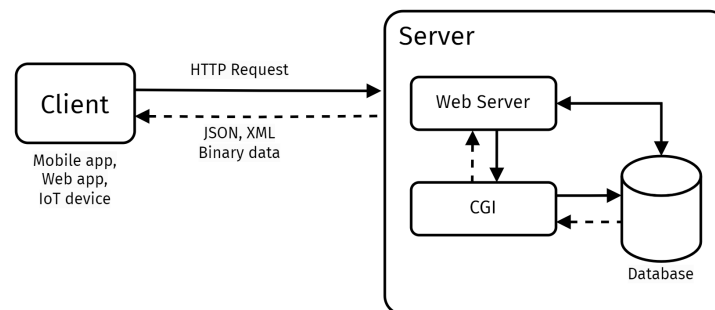 Server
HTTP Request
Client
Web Server
JSON, XML
Binary data
Mobile app,
Web app,
IoT device
CGI
Database